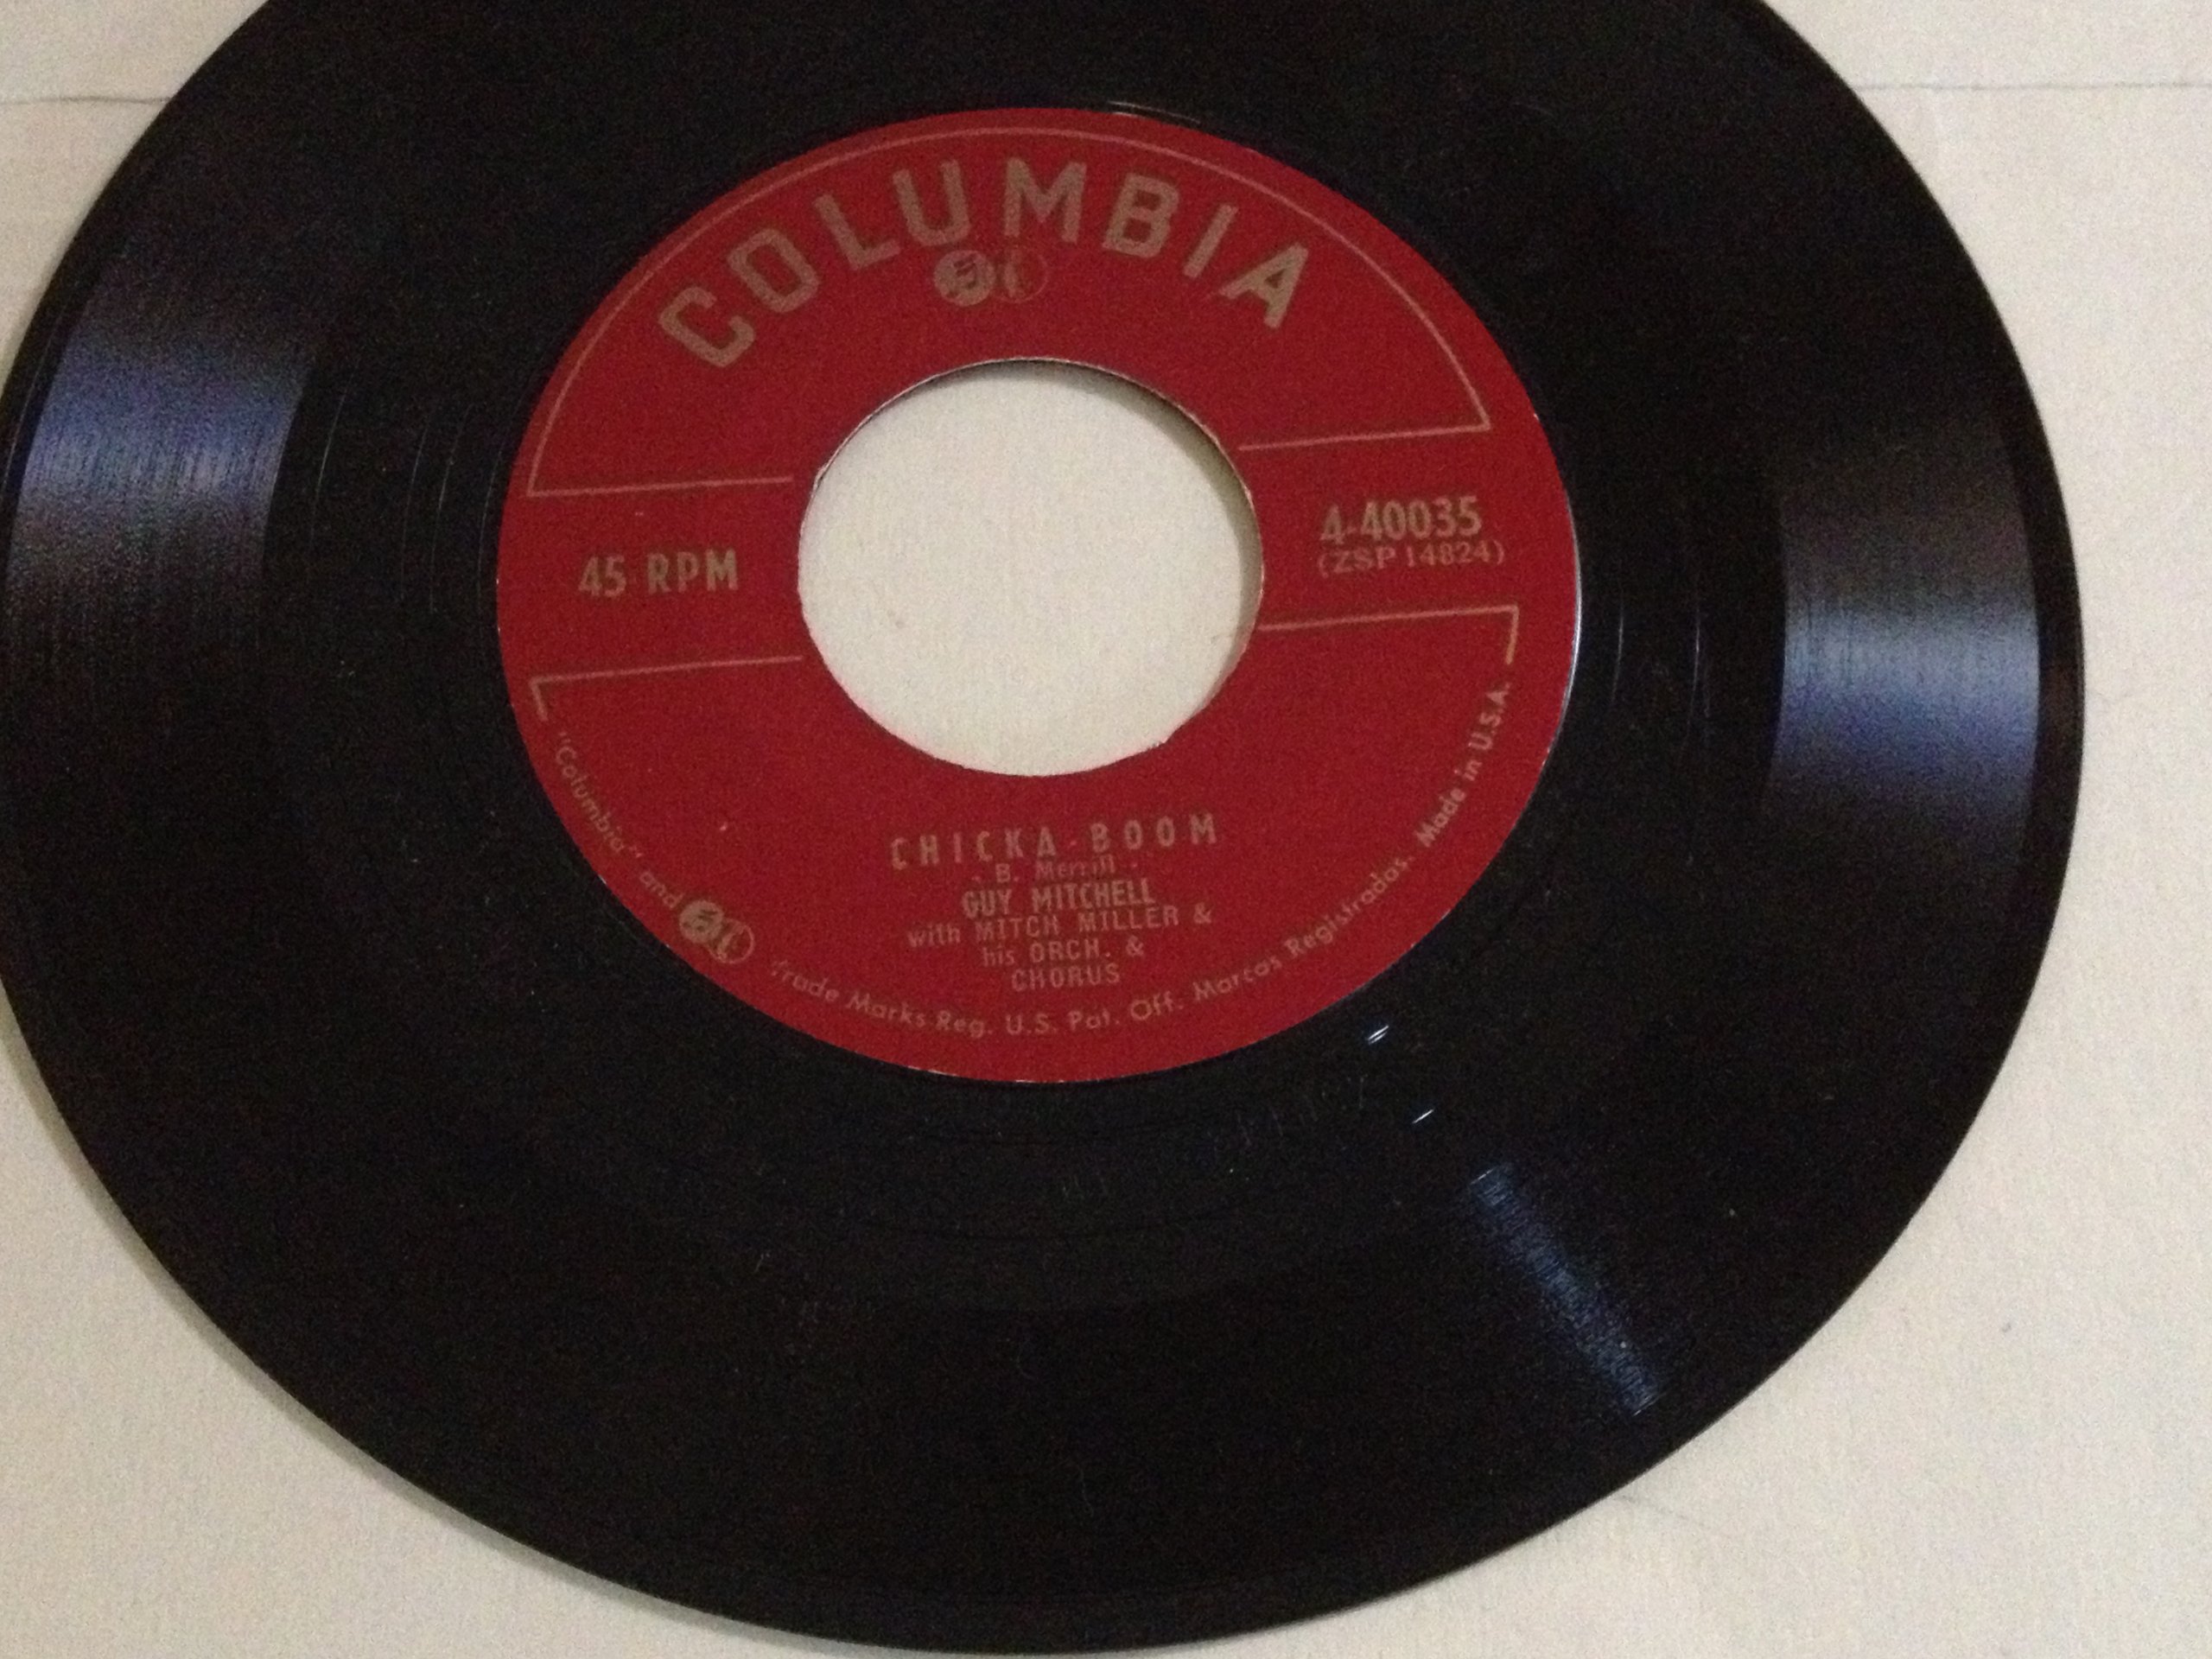 COLUMBIA
45 RPM
4-40035
(ZSP 14824)
CHICKA-BOOM
B. Merrill
GUY MITCHELL
with MITCH MILLER &
his ORCH. &
CHORUS
"Columbia" and Trade Marks Reg. U.S. Pat. Off. Marcas Registradas. Made in U.S.A.